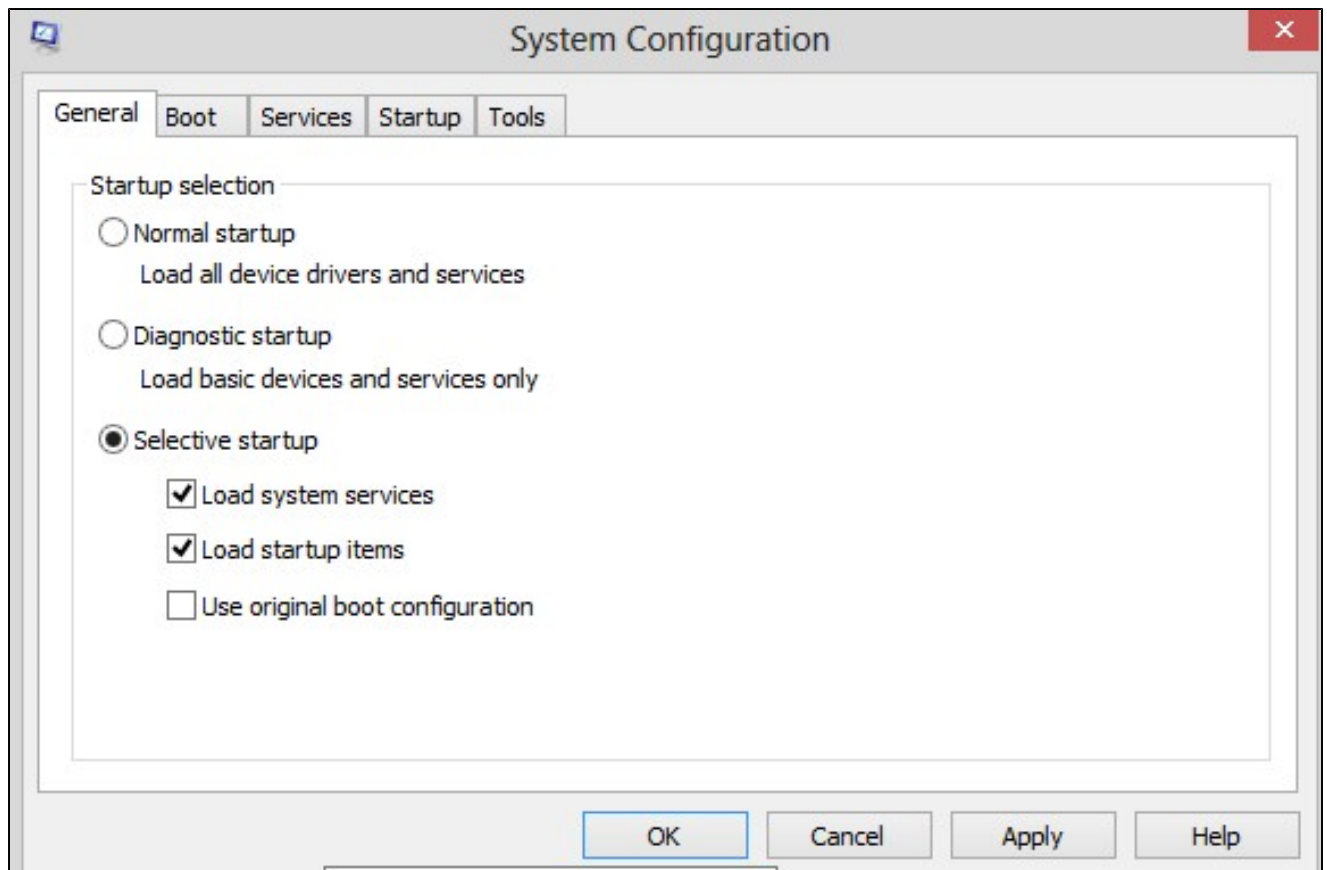 System Configuration
General Boot Services Startup Tools
Startup selection
Normal startup
Load all device drivers and services
Diagnostic startup
Load basic devices and services only
Selective startup
Load system services
Load startup items
Use original boot configuration
OK Cancel Apply Help